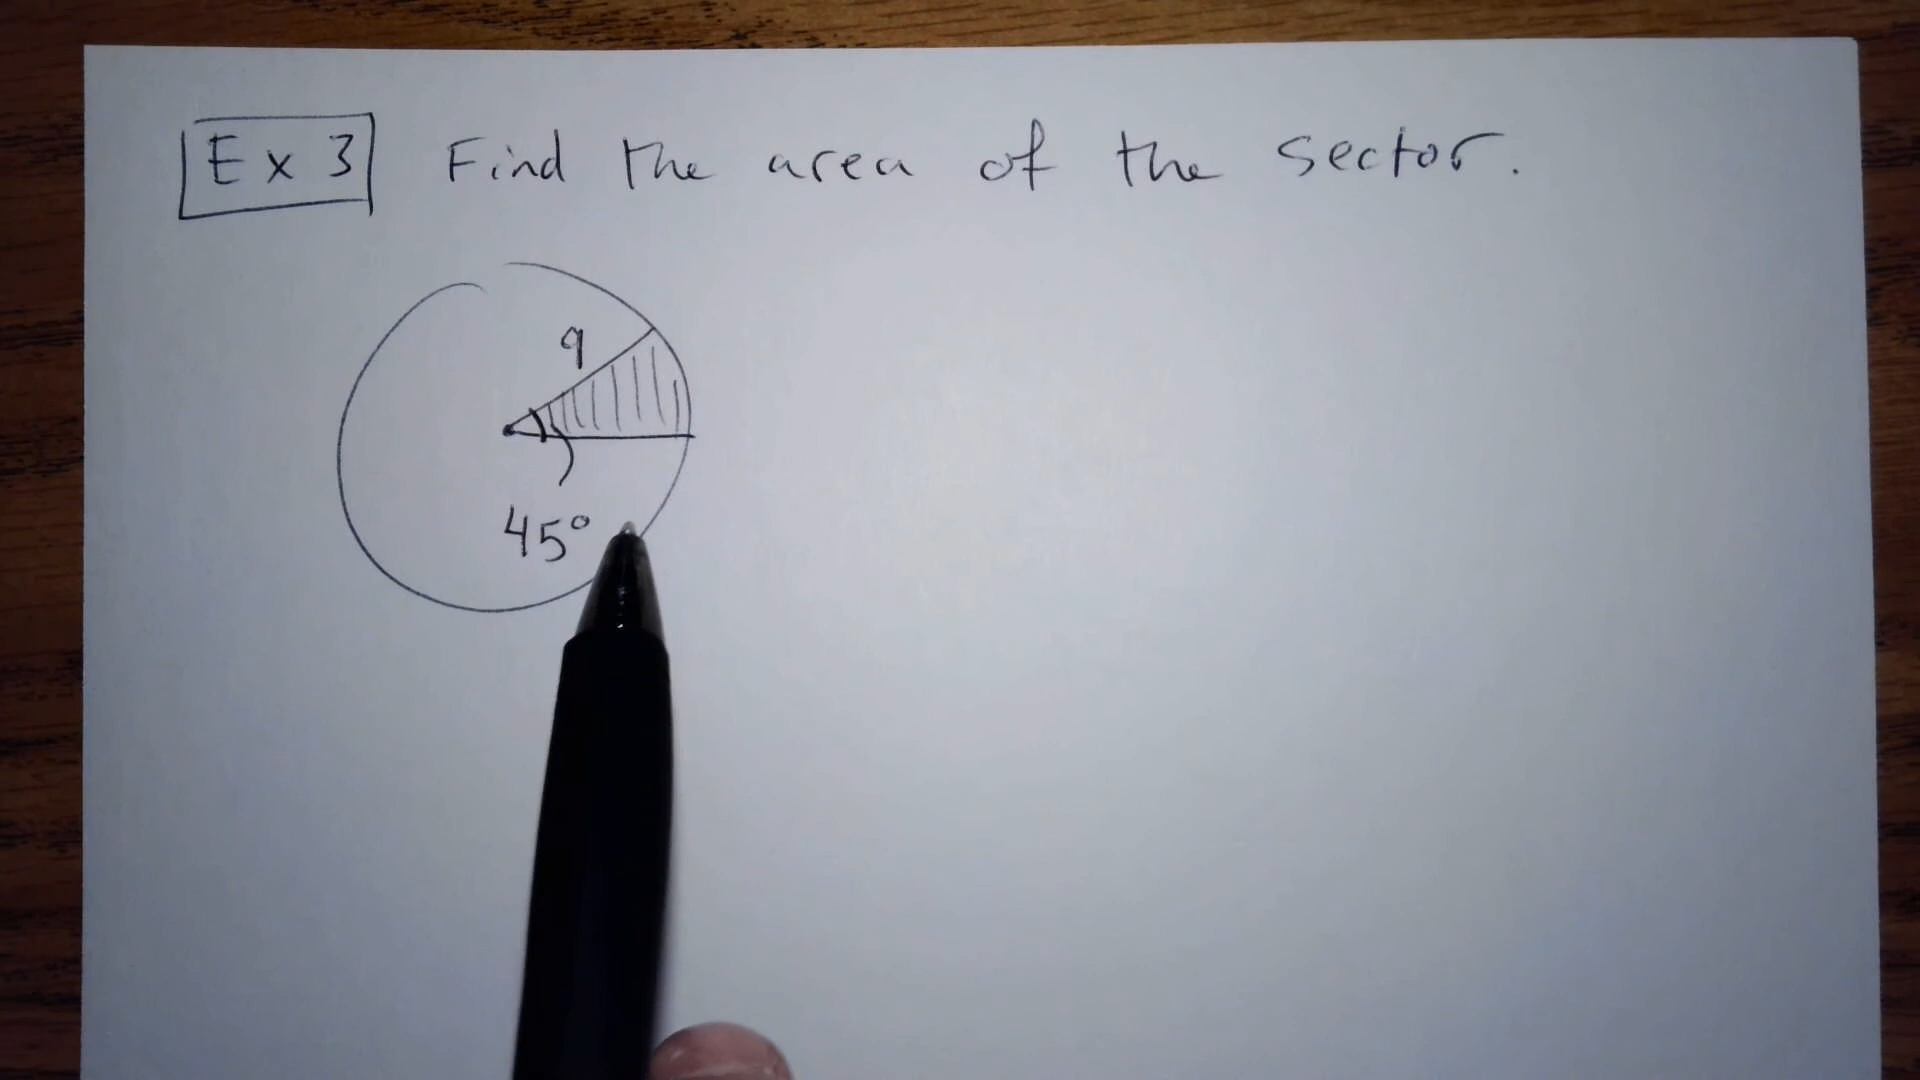 Ex 3 Find the area of the sector.
9
45°